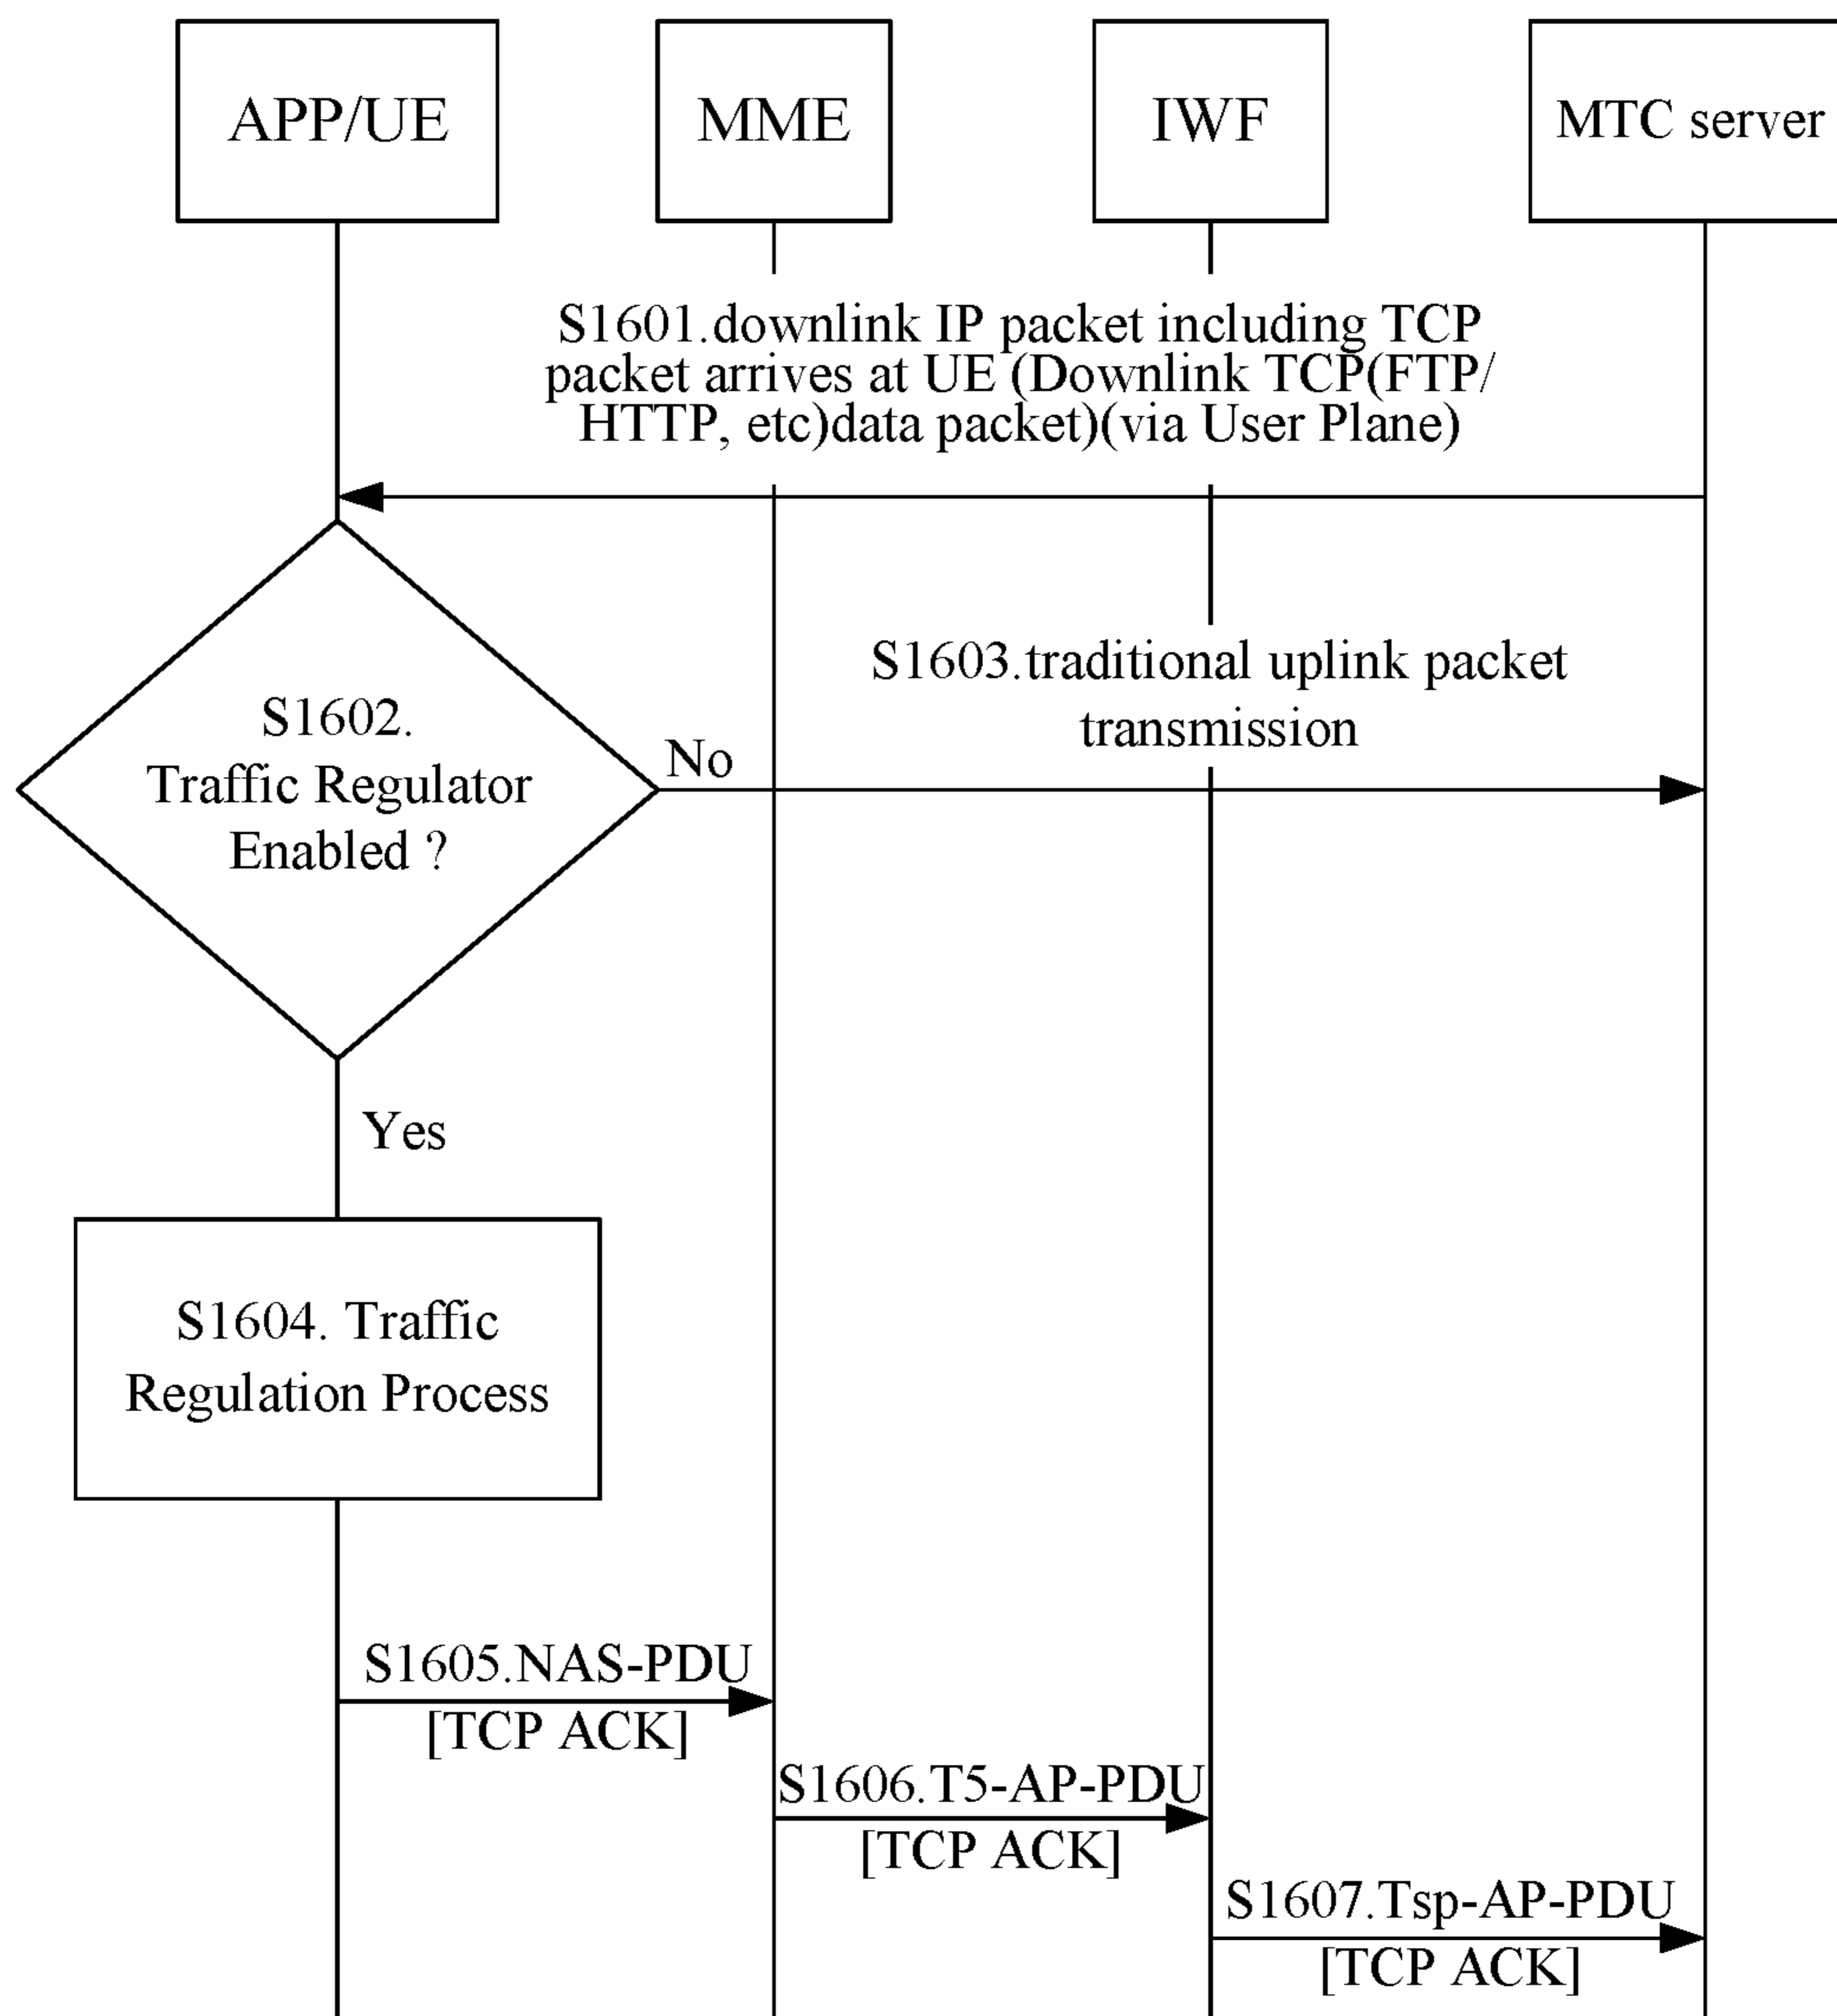 APP/UE
MME
IWF
MTC server
S1601.downlink IP packet including TCP
packet arrives at UE (Downlink TCP(FTP/
HTTP, etc)data packet)(via User Plane)
S1603.traditional uplink packet
transmission
S1602.
Traffic Regulator
Enabled ?
No
Yes
S1604. Traffic
Regulation Process
S1605.NAS-PDU
[TCP ACK]
S1606.T5-AP-PDU
[TCP ACK]
S1607.Tsp-AP-PDU
[TCP ACK]